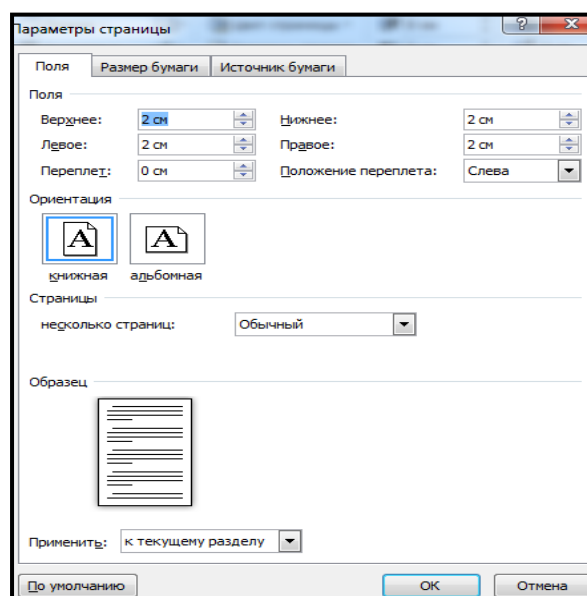 Параметры страницы
?
Поля Размер бумаги Источник бумаги
Поля
Верхнее: 2 см Нижнее: 2 см
Левое: 2 см Правое: 2 см
Переплет: 0 см Положение переплета: Слева
Ориентация
A A
книжная альбомная
Страницы
несколько страниц: Обычный
Образец
Применить: к текущему разделу
По умолчанию ОК Отмена